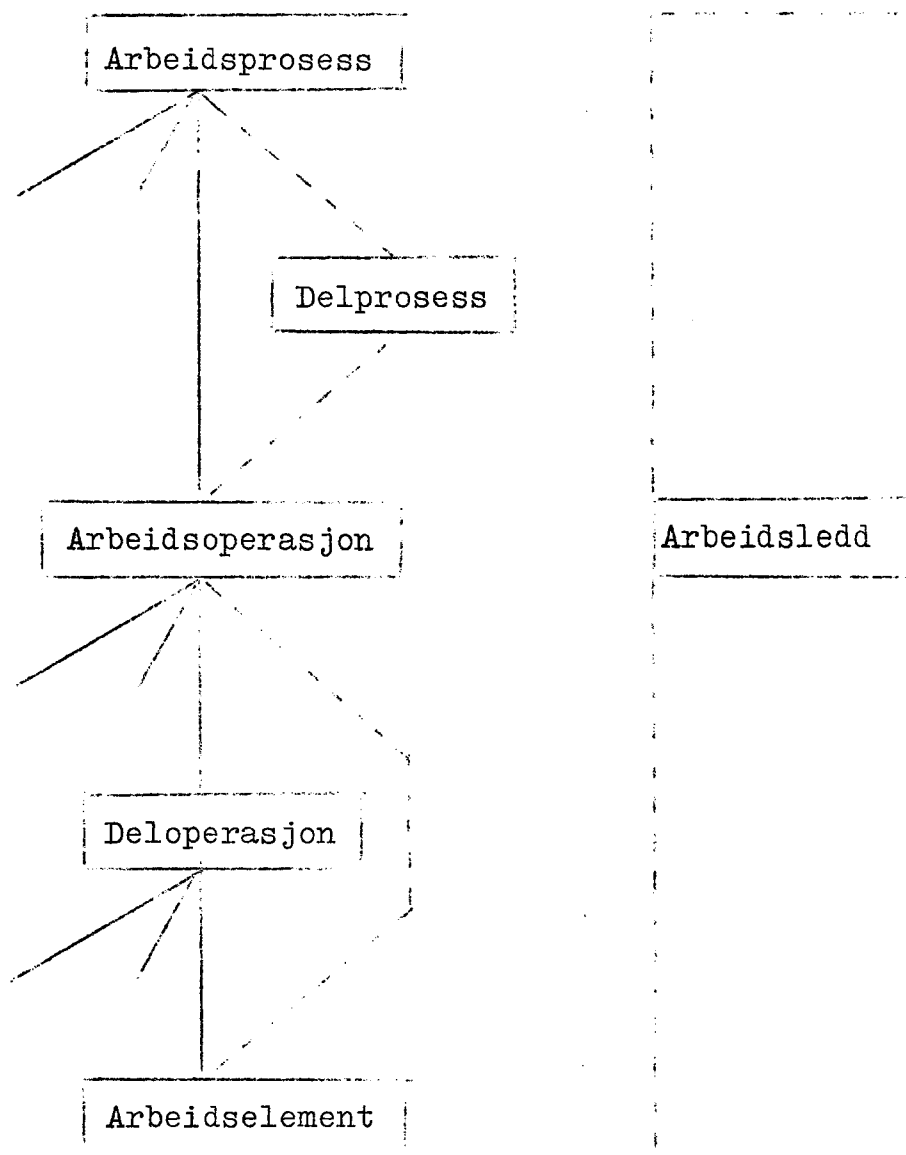 Arbeidsprosess
Delprosess
Arbeidsoperasjon
Arbeidsledd
Deloperasjon
Arbeidselement